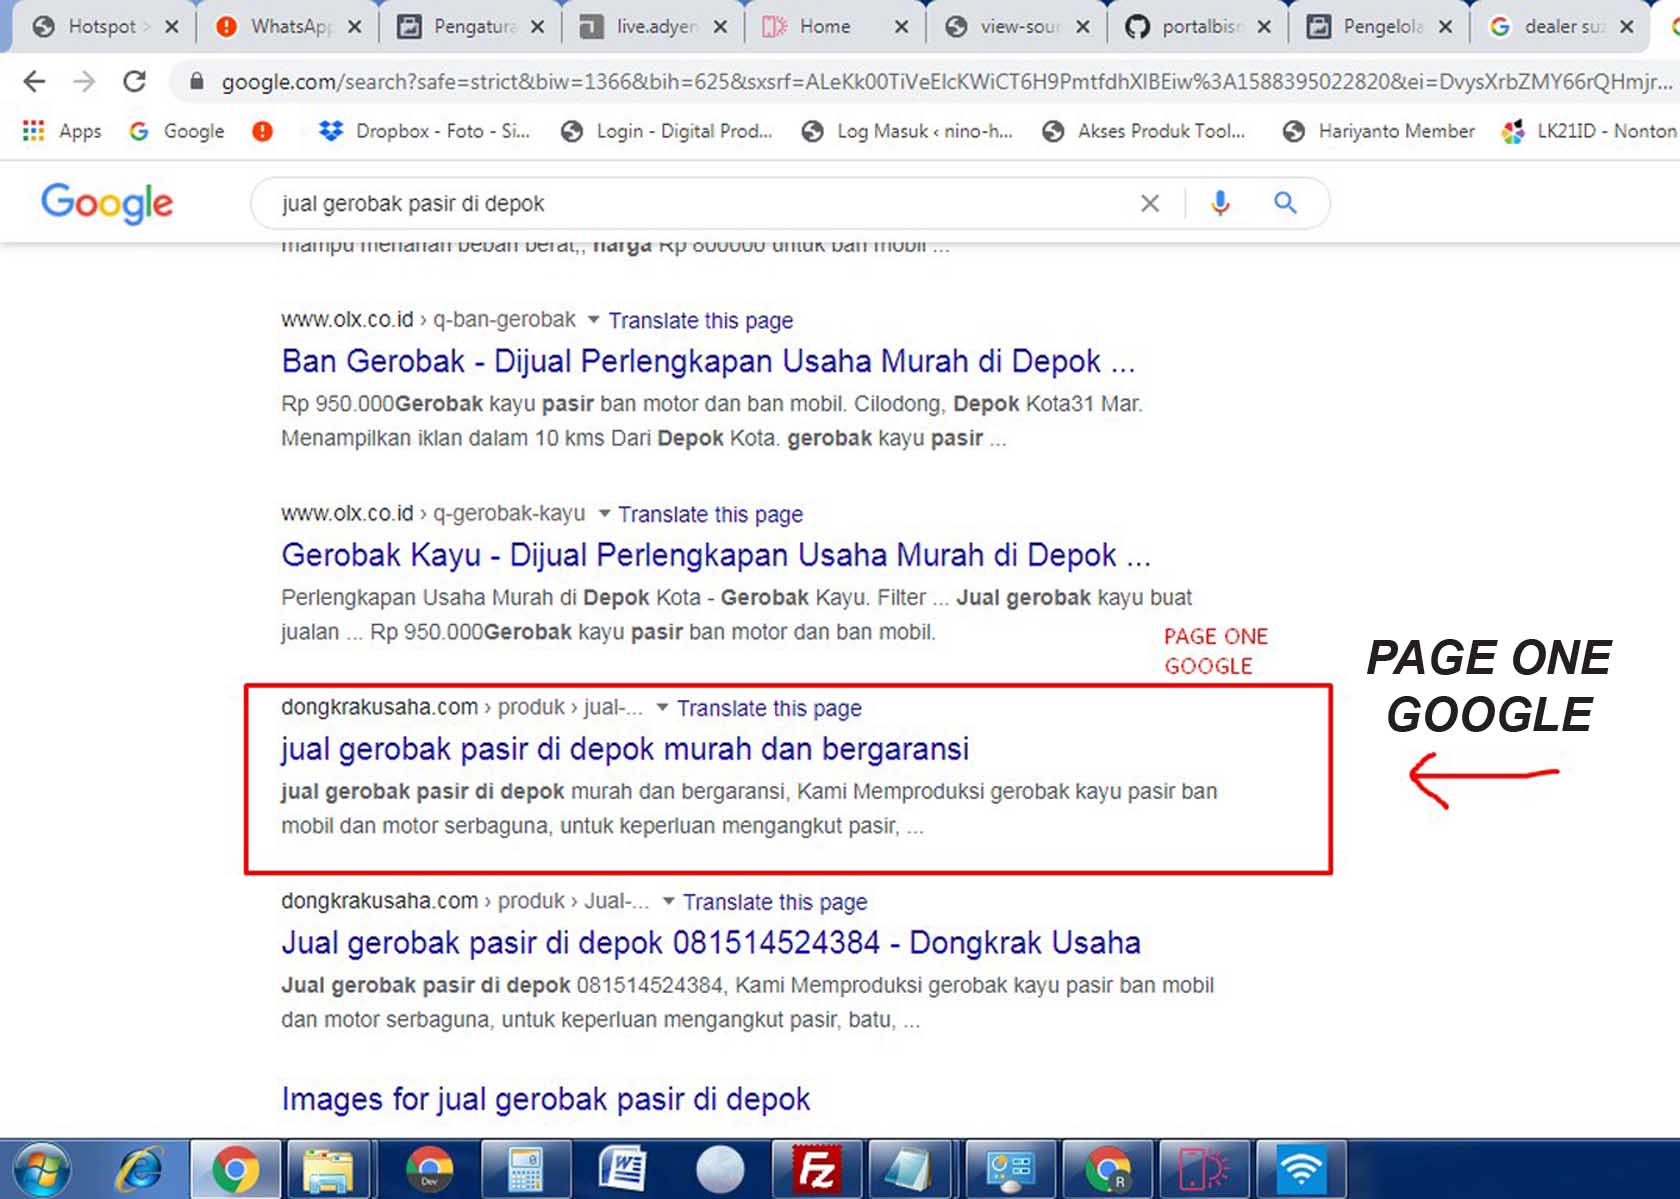 Hotspot >
WhatsApp
Pengatura
live.adyen
Home
view-sour
portalbisn
Pengelola
dealer suz
google.com/search?safe=strict&biw=1366&bih=625&sxsrf=ALeKk00TiVeElcKWiCT6H9PmtfdhXlBEiw%3A1588395022820&ei=DvysXrbZMY66rQHmjr...
Apps
Google
Dropbox - Foto - Si...
Login - Digital Prod...
Log Masuk ‹ nino-h...
Akses Produk Tool...
Hariyanto Member
LK21ID - Nonton
Google
jual gerobak pasir di depok
mampu menahan beban berat,, harga Rp 800000 untuk ban mobil ...
www.olx.co.id › q-ban-gerobak Translate this page
Ban Gerobak - Dijual Perlengkapan Usaha Murah di Depok ...
Rp 950.000Gerobak kayu pasir ban motor dan ban mobil. Cilodong, Depok Kota31 Mar.
Menampilkan iklan dalam 10 kms Dari Depok Kota. gerobak kayu pasir ...
www.olx.co.id › q-gerobak-kayu Translate this page
Gerobak Kayu - Dijual Perlengkapan Usaha Murah di Depok ...
Perlengkapan Usaha Murah di Depok Kota - Gerobak Kayu. Filter ... Jual gerobak kayu buat
jualan ... Rp 950.000Gerobak kayu pasir ban motor dan ban mobil.
PAGE ONE
GOOGLE
PAGE ONE
GOOGLE
dongkrakusaha.com › produk › jual-... Translate this page
jual gerobak pasir di depok murah dan bergaransi
jual gerobak pasir di depok murah dan bergaransi, Kami Memproduksi gerobak kayu pasir ban
mobil dan motor serbaguna, untuk keperluan mengangkut pasir, ...
dongkrakusaha.com › produk › Jual-... Translate this page
Jual gerobak pasir di depok 081514524384 - Dongkrak Usaha
Jual gerobak pasir di depok 081514524384, Kami Memproduksi gerobak kayu pasir ban mobil
dan motor serbaguna, untuk keperluan mengangkut pasir, batu, ...
Images for jual gerobak pasir di depok
Dev
W
Fz
R